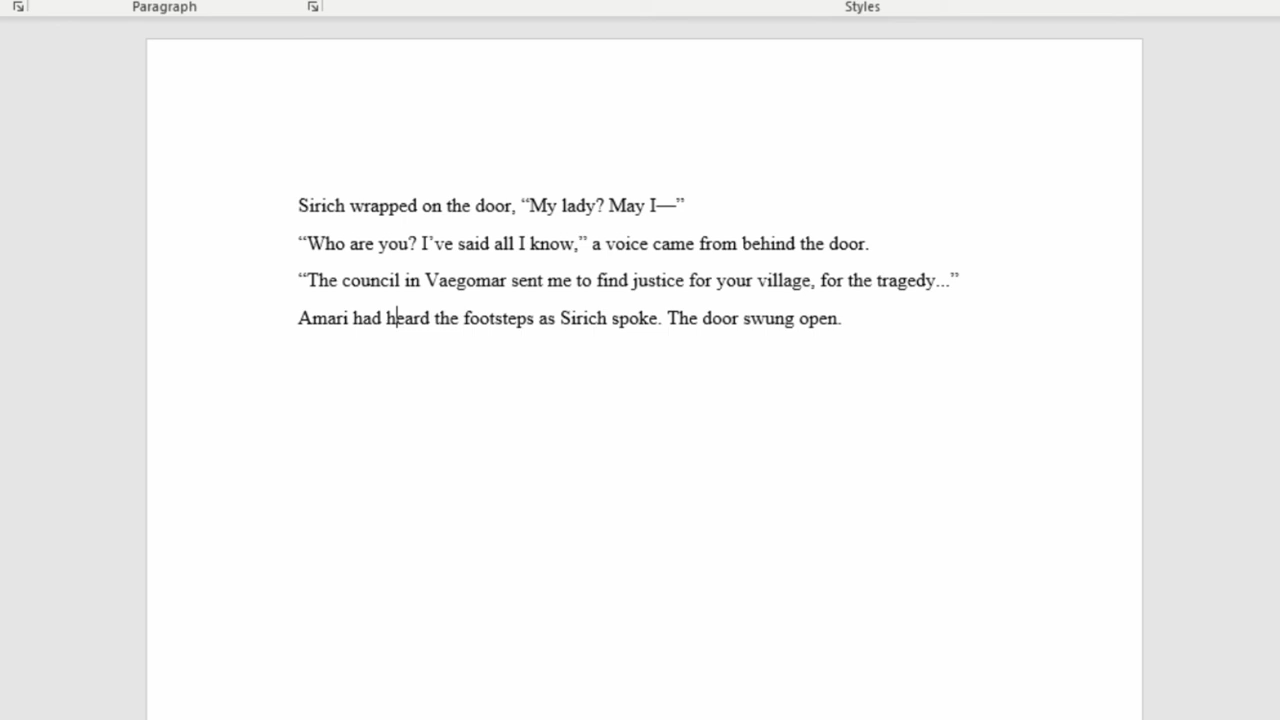 Paragraph Styles
Sirich wrapped on the door, “My lady? May I—”
“Who are you? I’ve said all I know,” a voice came from behind the door.
“The council in Vaegomar sent me to find justice for your village, for the tragedy...”
Amari had heard the footsteps as Sirich spoke. The door swung open.